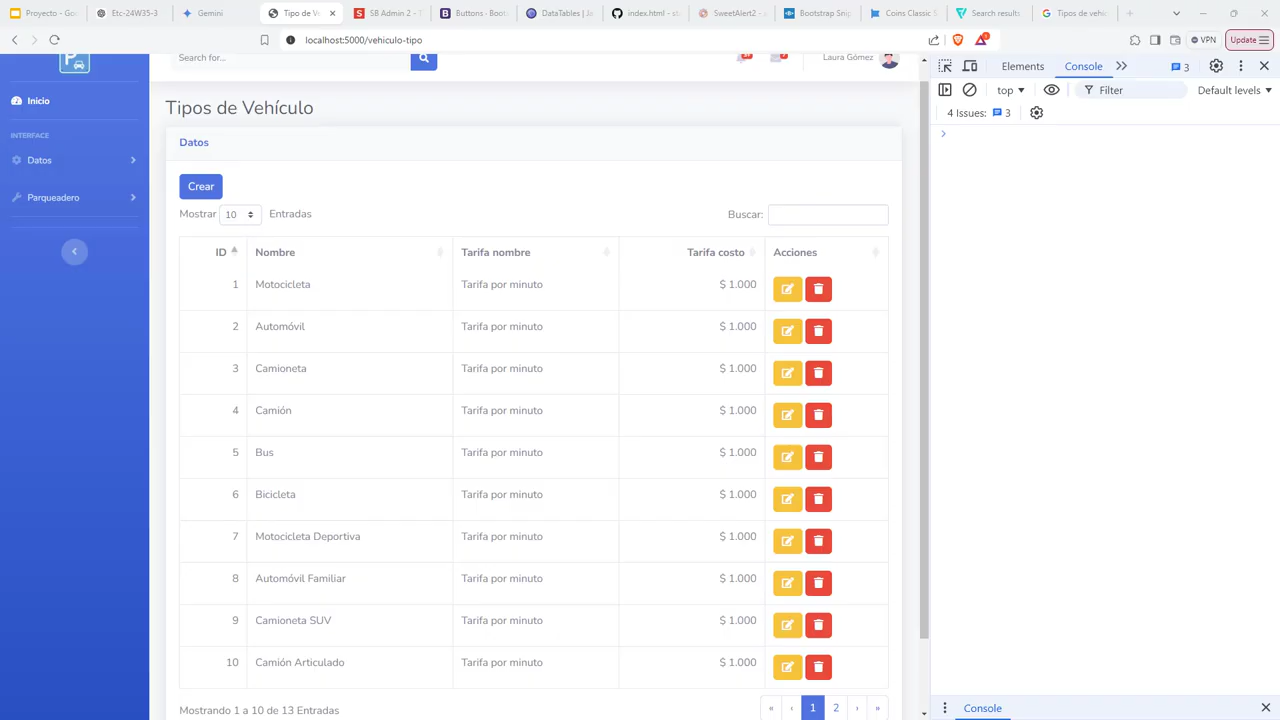 Proyecto - Goo
Etc-24W35-3
Gemini
Tipo de Ve
SB Admin 2 - T
Buttons · Boots
DataTables | Ja
index.html - sta
SweetAlert2 - a
Bootstrap Snip
Coins Classic S
Search results
Tipos de vehic
localhost:5000/vehiculo-tipo
VPN
Update
Search for...
Laura Gómez
Inicio
INTERFACE
Datos
Parqueadero
Tipos de Vehículo
Datos
Crear
Mostrar 10 Entradas
Buscar:
ID Nombre Tarifa nombre Tarifa costo Acciones
1 Motocicleta Tarifa por minuto $ 1.000
2 Automóvil Tarifa por minuto $ 1.000
3 Camioneta Tarifa por minuto $ 1.000
4 Camión Tarifa por minuto $ 1.000
5 Bus Tarifa por minuto $ 1.000
6 Bicicleta Tarifa por minuto $ 1.000
7 Motocicleta Deportiva Tarifa por minuto $ 1.000
8 Automóvil Familiar Tarifa por minuto $ 1.000
9 Camioneta SUV Tarifa por minuto $ 1.000
10 Camión Articulado Tarifa por minuto $ 1.000
Mostrando 1 a 10 de 13 Entradas
« ‹ 1 2 › »
Elements Console 3
top Filter Default levels
4 Issues: 3
Console